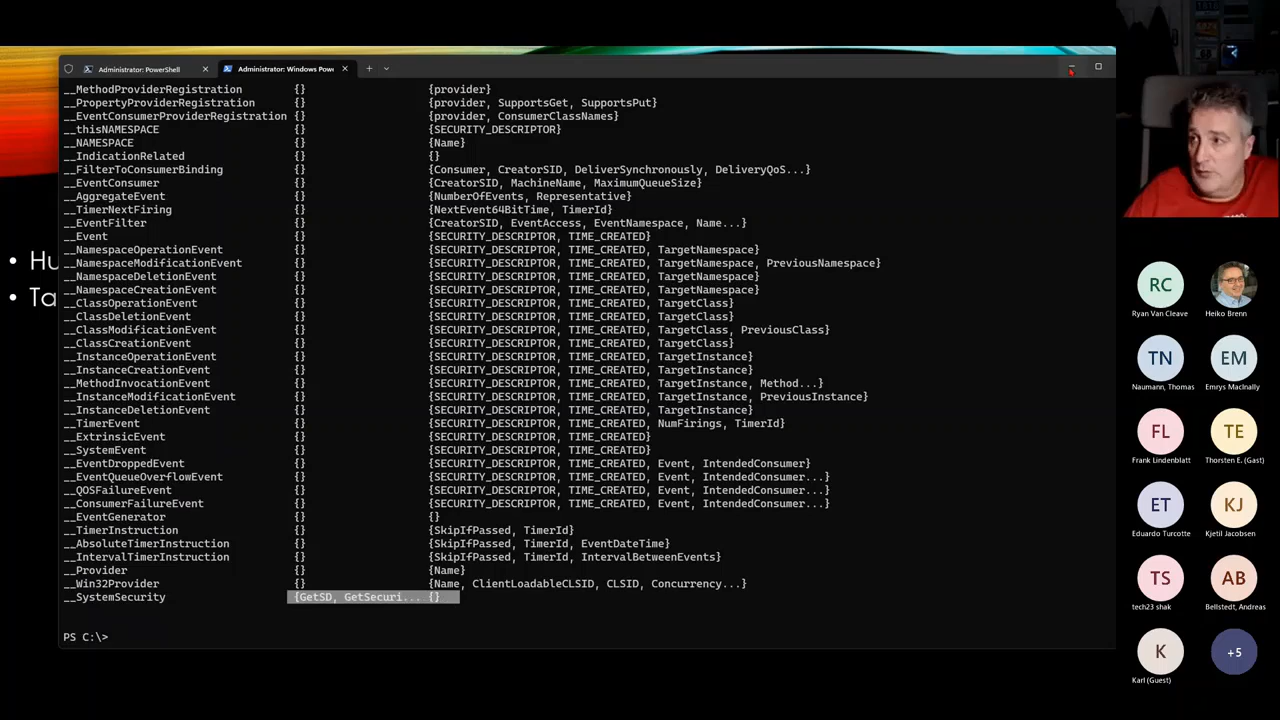 Administrator: PowerShell
Administrator: Windows Powe
__MethodProviderRegistration {} {provider}
__PropertyProviderRegistration {} {provider, SupportsGet, SupportsPut}
__EventConsumerProviderRegistration {} {provider, ConsumerClassNames}
__thisNAMESPACE {} {SECURITY_DESCRIPTOR}
__NAMESPACE {} {Name}
__IndicationRelated {} {}
__FilterToConsumerBinding {} {Consumer, CreatorSID, DeliverSynchronously, DeliveryQoS...}
__EventConsumer {} {CreatorSID, MachineName, MaximumQueueSize}
__AggregateEvent {} {NumberOfEvents, Representative}
__TimerNextFiring {} {NextEvent64BitTime, TimerId}
__EventFilter {} {CreatorSID, EventAccess, EventNamespace, Name...}
__Event {} {SECURITY_DESCRIPTOR, TIME_CREATED}
__NamespaceOperationEvent {} {SECURITY_DESCRIPTOR, TIME_CREATED, TargetNamespace}
__NamespaceModificationEvent {} {SECURITY_DESCRIPTOR, TIME_CREATED, TargetNamespace, PreviousNamespace}
__NamespaceDeletionEvent {} {SECURITY_DESCRIPTOR, TIME_CREATED, TargetNamespace}
__NamespaceCreationEvent {} {SECURITY_DESCRIPTOR, TIME_CREATED, TargetNamespace}
__ClassOperationEvent {} {SECURITY_DESCRIPTOR, TIME_CREATED, TargetClass}
__ClassDeletionEvent {} {SECURITY_DESCRIPTOR, TIME_CREATED, TargetClass}
__ClassModificationEvent {} {SECURITY_DESCRIPTOR, TIME_CREATED, TargetClass, PreviousClass}
__ClassCreationEvent {} {SECURITY_DESCRIPTOR, TIME_CREATED, TargetClass}
__InstanceOperationEvent {} {SECURITY_DESCRIPTOR, TIME_CREATED, TargetInstance}
__InstanceCreationEvent {} {SECURITY_DESCRIPTOR, TIME_CREATED, TargetInstance}
__MethodInvocationEvent {} {SECURITY_DESCRIPTOR, TIME_CREATED, TargetInstance, Method...}
__InstanceModificationEvent {} {SECURITY_DESCRIPTOR, TIME_CREATED, TargetInstance, PreviousInstance}
__InstanceDeletionEvent {} {SECURITY_DESCRIPTOR, TIME_CREATED, TargetInstance}
__TimerEvent {} {SECURITY_DESCRIPTOR, TIME_CREATED, NumFirings, TimerId}
__ExtrinsicEvent {} {SECURITY_DESCRIPTOR, TIME_CREATED}
__SystemEvent {} {SECURITY_DESCRIPTOR, TIME_CREATED}
__EventDroppedEvent {} {SECURITY_DESCRIPTOR, TIME_CREATED, Event, IntendedConsumer}
__EventQueueOverflowEvent {} {SECURITY_DESCRIPTOR, TIME_CREATED, Event, IntendedConsumer...}
__QOSFailureEvent {} {SECURITY_DESCRIPTOR, TIME_CREATED, Event, IntendedConsumer...}
__ConsumerFailureEvent {} {SECURITY_DESCRIPTOR, TIME_CREATED, Event, IntendedConsumer...}
__EventGenerator {} {}
__TimerInstruction {} {SkipIfPassed, TimerId}
__AbsoluteTimerInstruction {} {SkipIfPassed, TimerId, EventDateTime}
__IntervalTimerInstruction {} {SkipIfPassed, TimerId, IntervalBetweenEvents}
__Provider {} {Name}
__Win32Provider {} {Name, ClientLoadableCLSID, CLSID, Concurrency...}
__SystemSecurity {GetSD, GetSecuri... {}
PS C:\>
• Hu
• Ta
RC
Ryan Van Cleave
Heiko Brenn
TN
Naumann, Thomas
EM
Emrys MacInally
FL
Frank Lindenblatt
TE
Thorsten E. (Gast)
ET
Eduardo Turcotte
KJ
Kjetil Jacobsen
TS
tech23 shak
AB
Bellstedt, Andreas
K
Karl (Guest)
+5